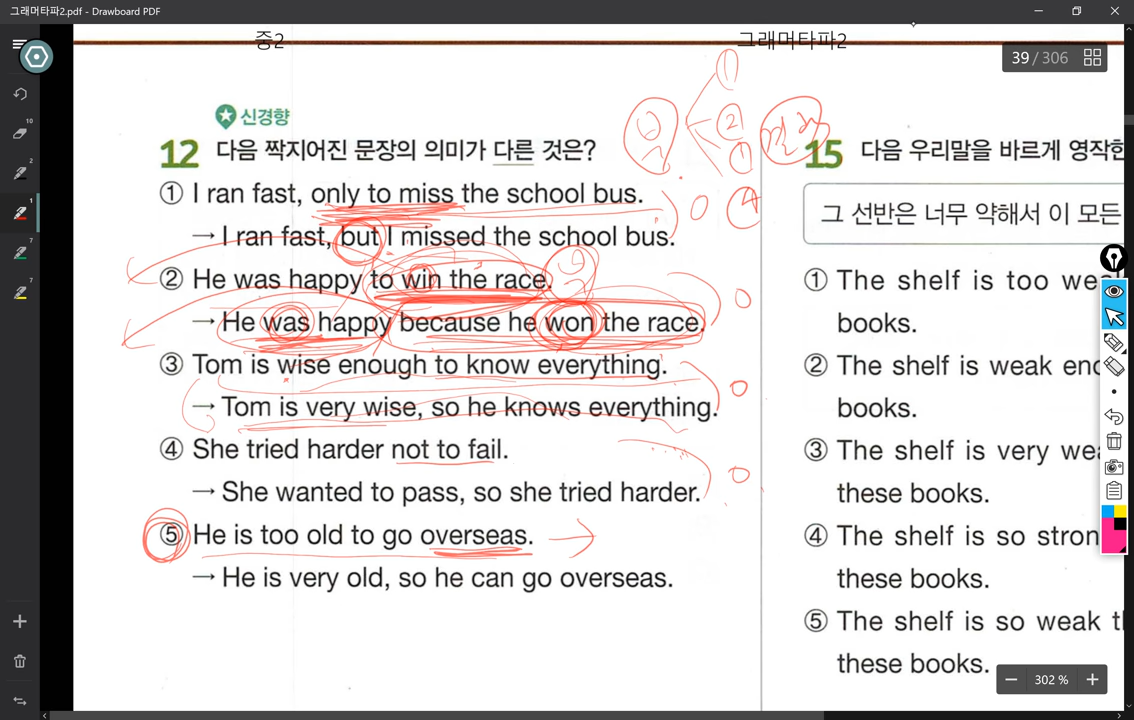 그래머타파2.pdf - Drawboard PDF
중2
그래머타파2
39 / 306
신경향
12 다음 짝지어진 문장의 의미가 다른 것은?
① I ran fast, only to miss the school bus.
→ I ran fast, but I missed the school bus.
② He was happy to win the race.
→ He was happy because he won the race.
③ Tom is wise enough to know everything.
→ Tom is very wise, so he knows everything.
④ She tried harder not to fail.
→ She wanted to pass, so she tried harder.
⑤ He is too old to go overseas.
→ He is very old, so he can go overseas.
15 다음 우리말을 바르게 영작한
그 선반은 너무 약해서 이 모든
① The shelf is too wea
books.
② The shelf is weak eno
books.
③ The shelf is very wea
these books.
④ The shelf is so stron
these books.
⑤ The shelf is so weak t
these books.
302 %
10
2
1
7
7